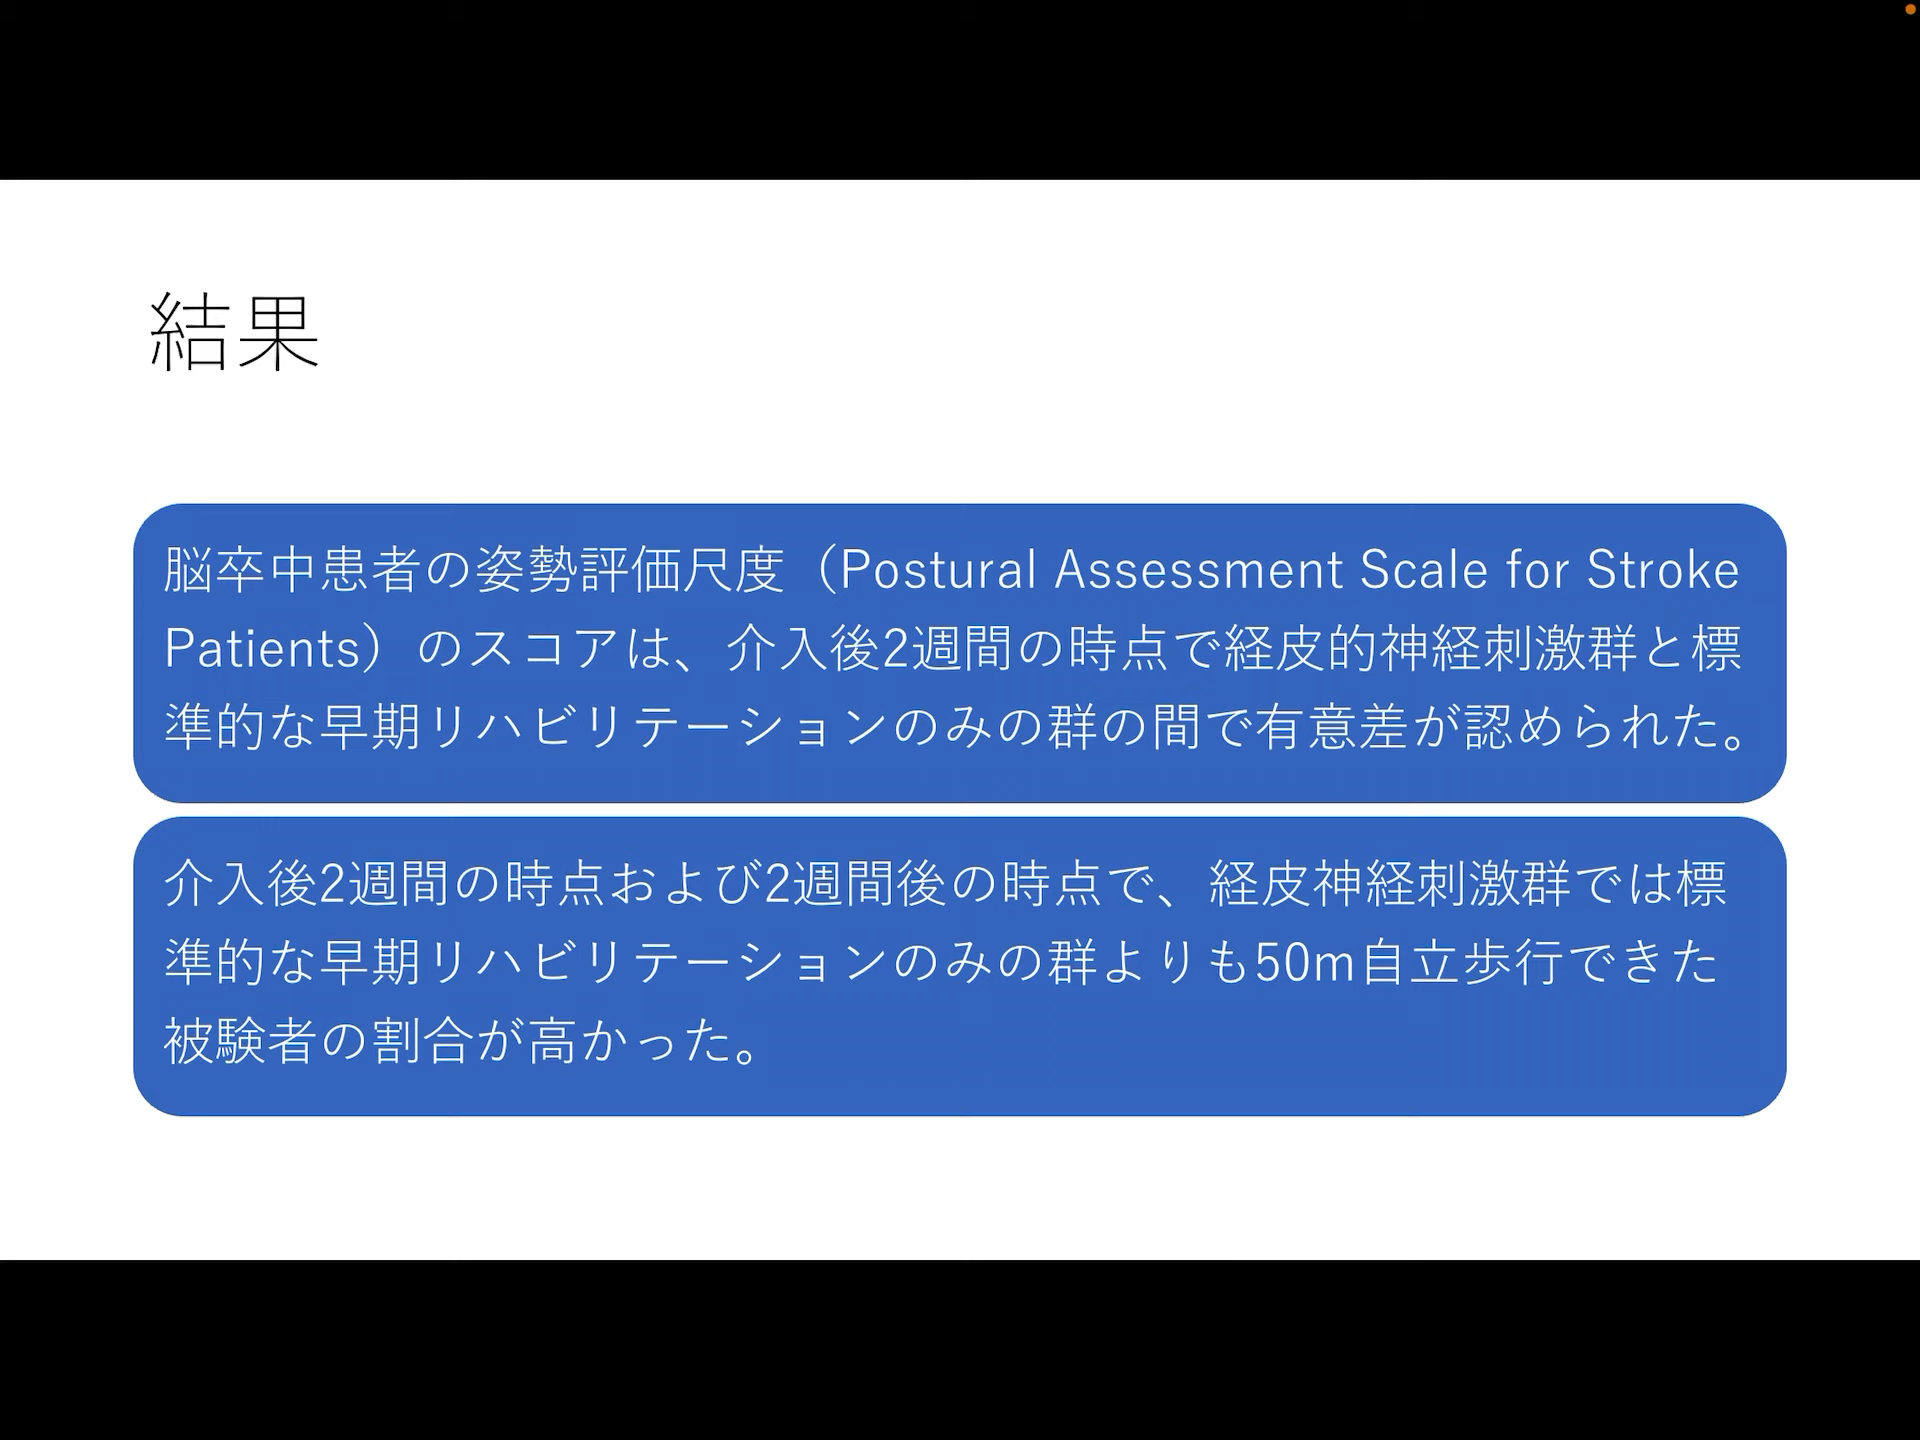 結果
脳卒中患者の姿勢評価尺度（Postural Assessment Scale for Stroke
Patients）のスコアは、介入後2週間の時点で経皮的神経刺激群と標
準的な早期リハビリテーションのみの群の間で有意差が認められた。
介入後2週間の時点および2週間後の時点で、経皮神経刺激群では標
準的な早期リハビリテーションのみの群よりも50m自立歩行できた
被験者の割合が高かった。